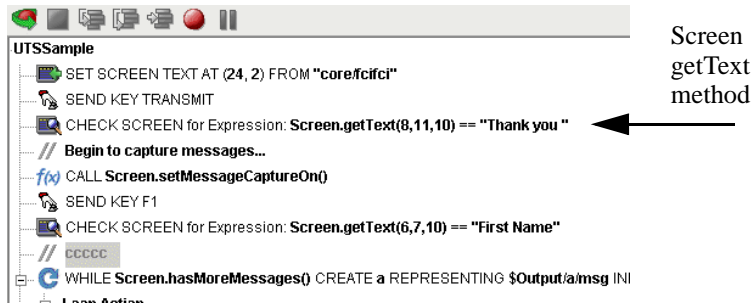 UTSSample
SET SCREEN TEXT AT (24, 2) FROM "core/fcifci"
SEND KEY TRANSMIT
CHECK SCREEN for Expression: Screen.getText(8,11,10) == "Thank you "
// Begin to capture messages...
f(x) CALL Screen.setMessageCaptureOn()
SEND KEY F1
CHECK SCREEN for Expression: Screen.getText(6,7,10) == "First Name"
// ccccc
WHILE Screen.hasMoreMessages() CREATE a REPRESENTING $Output/a/msg INI
Screen
getText
method